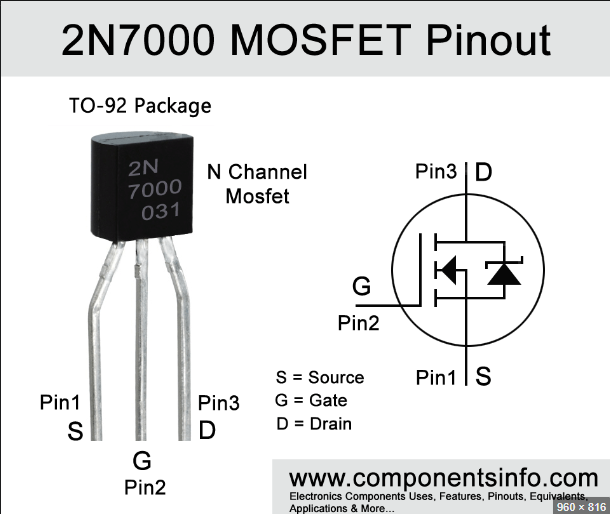 2N7000 MOSFET Pinout
TO-92 Package
2N
7000
031
N Channel
Mosfet
Pin1
S
G
Pin2
Pin3
D
Pin3 D
G
Pin2
Pin1 S
S = Source
G = Gate
D = Drain
www.componentsinfo.com
Electronics Components Uses, Features, Pinouts, Equivalents,
Applications & More...
960 × 816